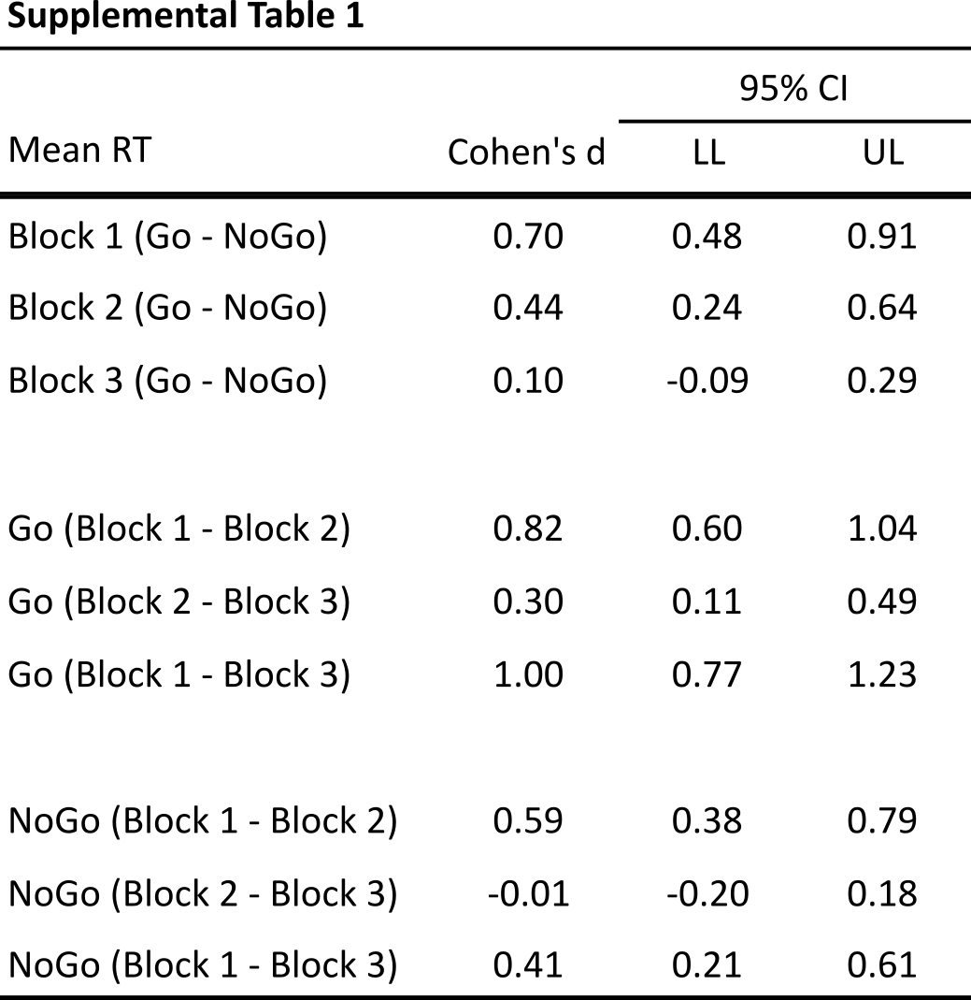 Supplemental Table 1
95% CI
Mean RT Cohen's d LL UL
Block 1 (Go - NoGo) 0.70 0.48 0.91
Block 2 (Go - NoGo) 0.44 0.24 0.64
Block 3 (Go - NoGo) 0.10 -0.09 0.29
Go (Block 1 - Block 2) 0.82 0.60 1.04
Go (Block 2 - Block 3) 0.30 0.11 0.49
Go (Block 1 - Block 3) 1.00 0.77 1.23
NoGo (Block 1 - Block 2) 0.59 0.38 0.79
NoGo (Block 2 - Block 3) -0.01 -0.20 0.18
NoGo (Block 1 - Block 3) 0.41 0.21 0.61